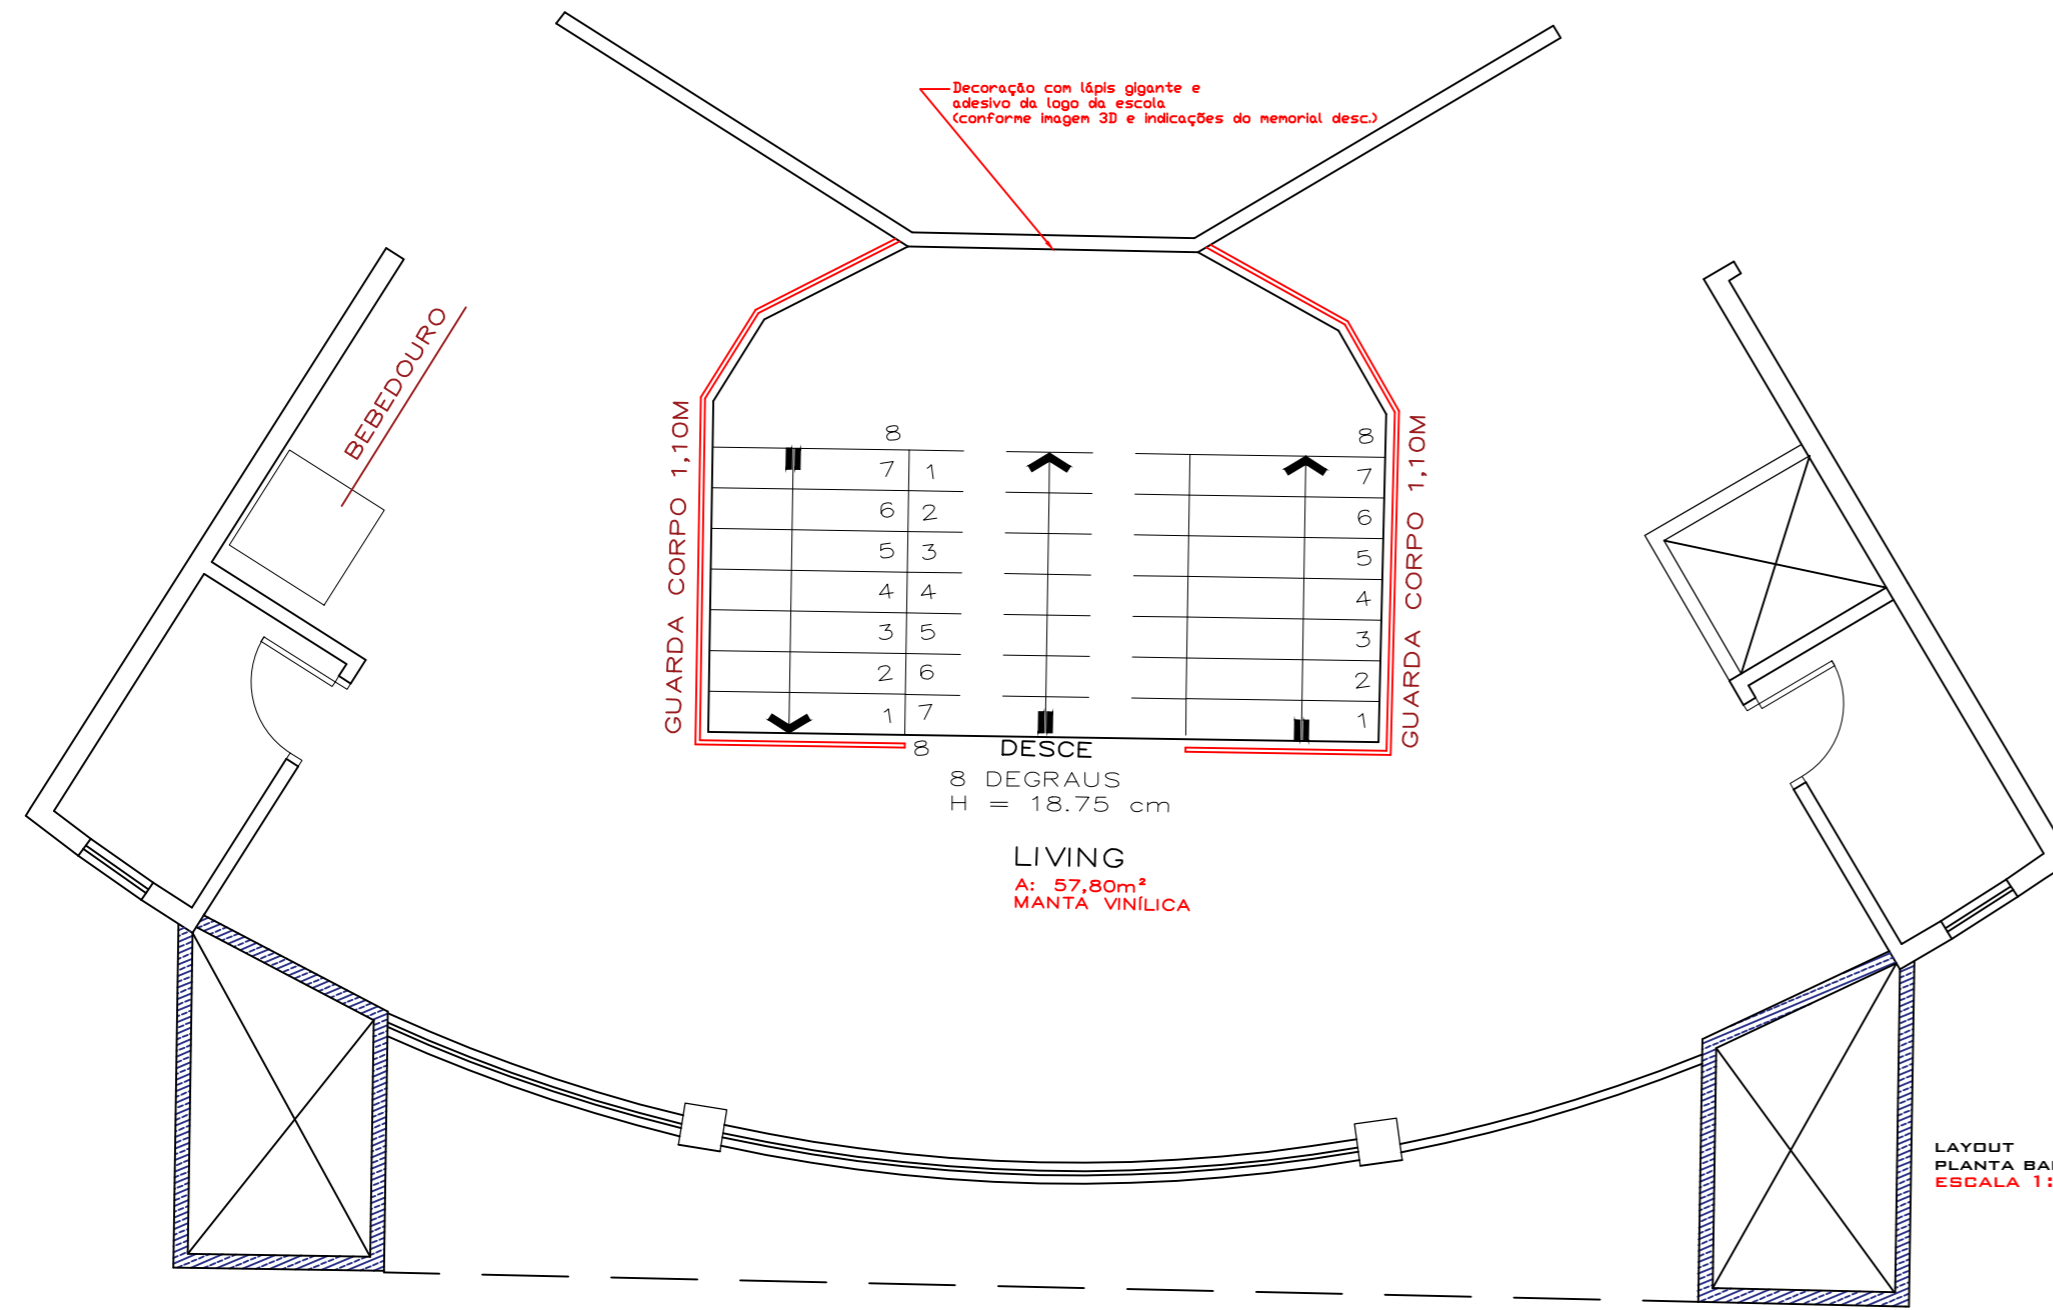 Decoração com lápis gigante e
adesivo da logo da escola
(conforme imagem 3D e indicações do memorial desc.)
BEBEDOURO
GUARDA CORPO 1,10M
GUARDA CORPO 1,10M
8 8
7 1 7
6 2 6
5 3 5
4 4 4
3 5 3
2 6 2
1 7 1
8 DESCE
8 DEGRAUS
H = 18.75 cm
LIVING
A: 57,80m²
MANTA VINÍLICA
LAYOUT
PLANTA
ESCALA 1: